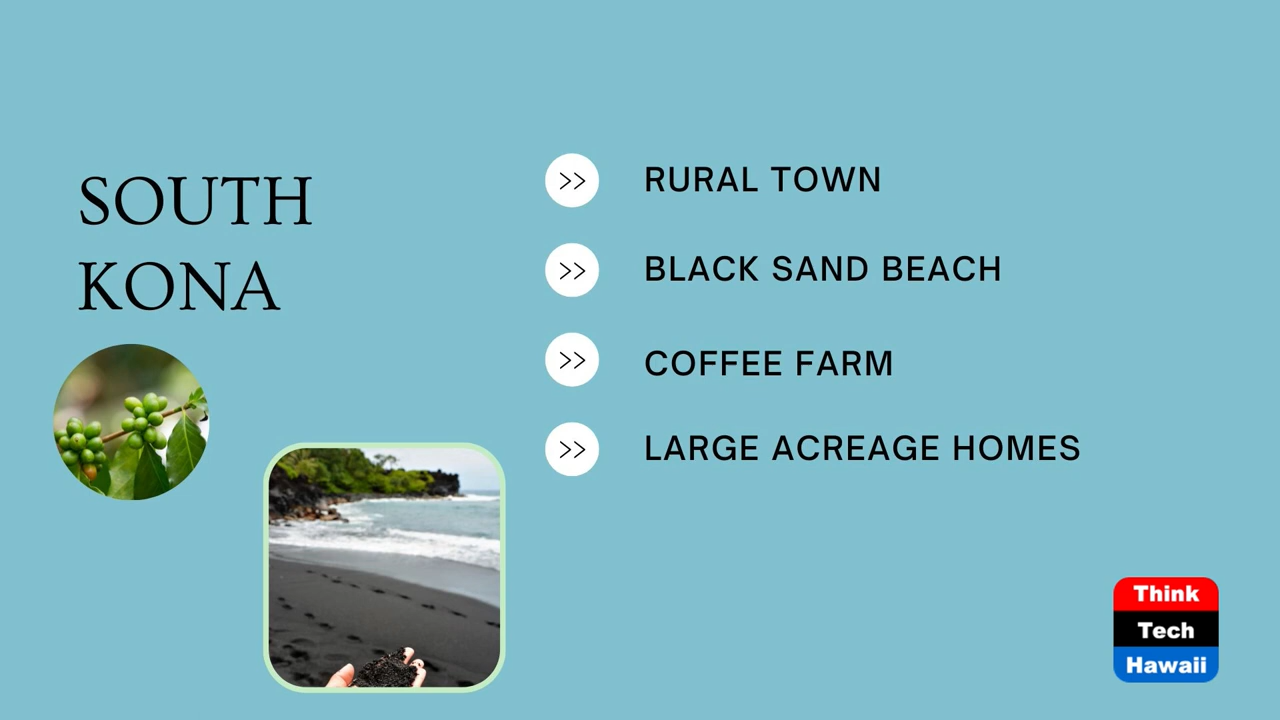 SOUTH
KONA
>> RURAL TOWN
>> BLACK SAND BEACH
>> COFFEE FARM
>> LARGE ACREAGE HOMES
Think
Tech
Hawaii